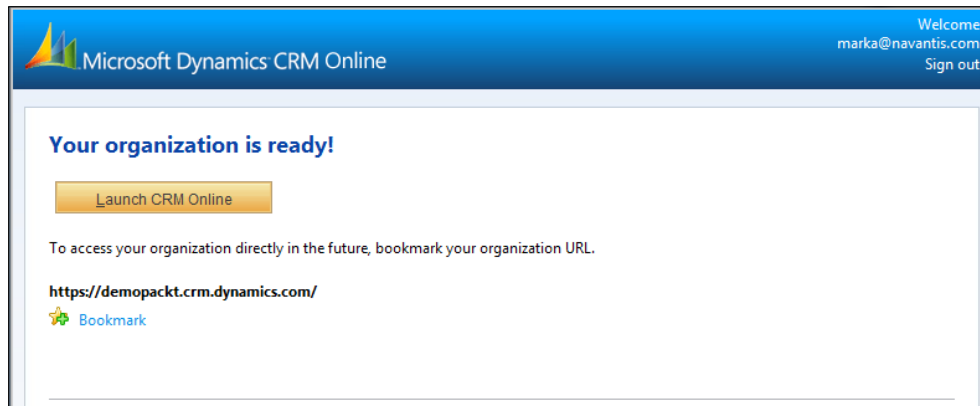 Welcome
marka@navantis.com
Sign out
Microsoft Dynamics CRM Online
Your organization is ready!
Launch CRM Online
To access your organization directly in the future, bookmark your organization URL.
https://demopackt.crm.dynamics.com/
Bookmark